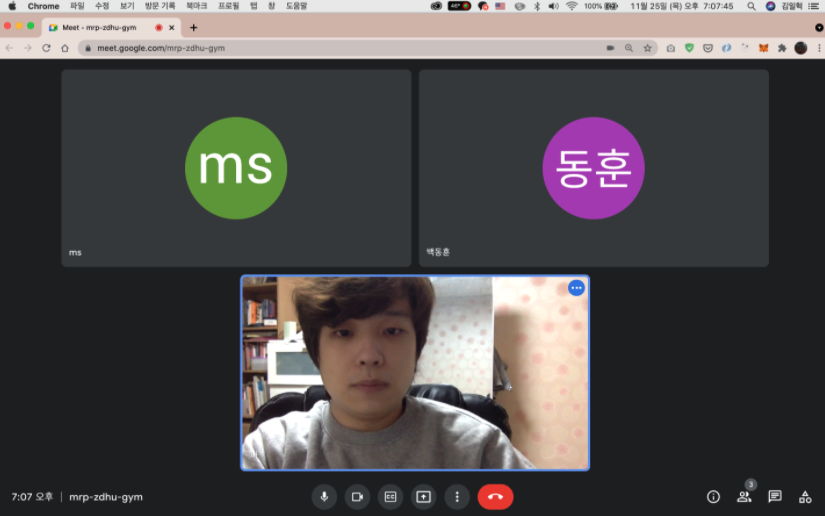 Chrome 파일 수정 보기 방문 기록 북마크 프로필 탭 창 도움말 46° 100% 11월 25일 (목) 오후 7:07:45 김일혁
Meet - mrp-zdhu-gym
meet.google.com/mrp-zdhu-gym
ms 동훈
ms 백동훈
7:07 오후 | mrp-zdhu-gym CC 3